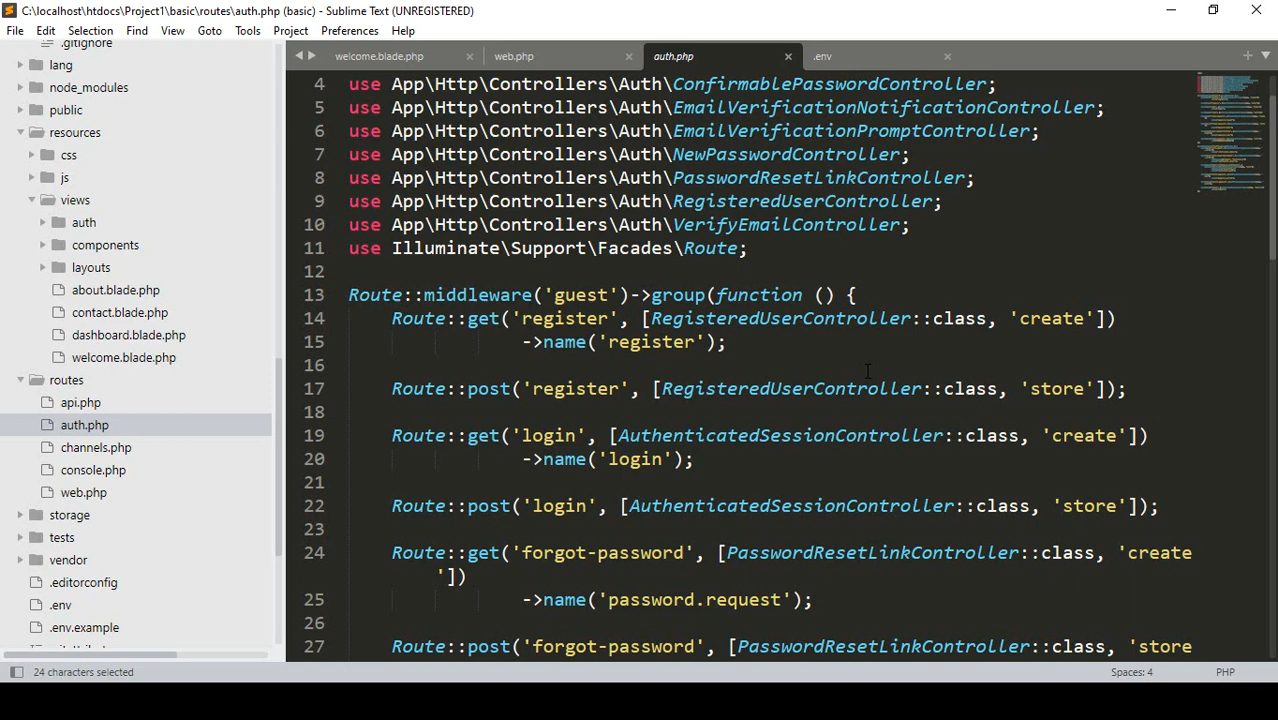 C:\localhost\htdocs\Project1\basic\routes\auth.php (basic) - Sublime Text (UNREGISTERED)
File Edit Selection Find View Goto Tools Project Preferences Help
.gitignore
lang
node_modules
public
resources
css
js
views
auth
components
layouts
about.blade.php
contact.blade.php
dashboard.blade.php
welcome.blade.php
routes
api.php
auth.php
channels.php
console.php
web.php
storage
tests
vendor
.editorconfig
.env
.env.example
welcome.blade.php web.php auth.php .env
4 use App\Http\Controllers\Auth\ConfirmablePasswordController;
5 use App\Http\Controllers\Auth\EmailVerificationNotificationController;
6 use App\Http\Controllers\Auth\EmailVerificationPromptController;
7 use App\Http\Controllers\Auth\NewPasswordController;
8 use App\Http\Controllers\Auth\PasswordResetLinkController;
9 use App\Http\Controllers\Auth\RegisteredUserController;
10 use App\Http\Controllers\Auth\VerifyEmailController;
11 use Illuminate\Support\Facades\Route;
12
13 Route::middleware('guest')->group(function () {
14 Route::get('register', [RegisteredUserController::class, 'create'])
15 ->name('register');
16
17 Route::post('register', [RegisteredUserController::class, 'store']);
18
19 Route::get('login', [AuthenticatedSessionController::class, 'create'])
20 ->name('login');
21
22 Route::post('login', [AuthenticatedSessionController::class, 'store']);
23
24 Route::get('forgot-password', [PasswordResetLinkController::class, 'create
'])
25 ->name('password.request');
26
27 Route::post('forgot-password', [PasswordResetLinkController::class, 'store
24 characters selected
Spaces: 4
PHP